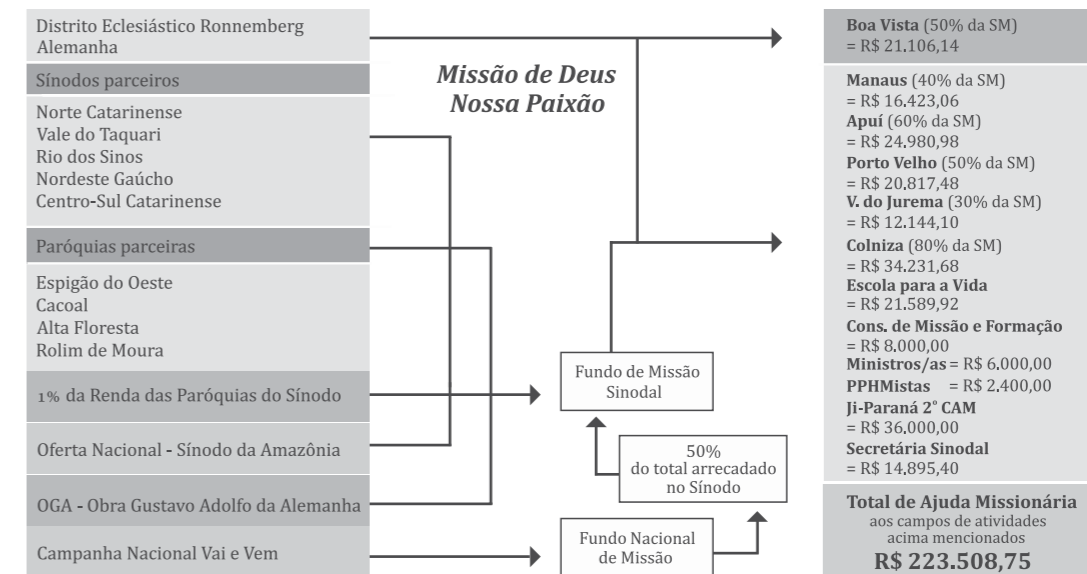 Distrito Eclesiástico Ronnemberg
Alemanha
Sínodos parceiros
Norte Catarinense
Vale do Taquari
Rio dos Sinos
Nordeste Gaúcho
Centro-Sul Catarinense
Paróquias parceiras
Espigão do Oeste
Cacoal
Alta Floresta
Rolim de Moura
1% da Renda das Paróquias do Sínodo
Oferta Nacional - Sínodo da Amazônia
OGA - Obra Gustavo Adolfo da Alemanha
Campanha Nacional Vai e Vem
Missão de Deus
Nossa Paixão
Fundo de Missão
Sinodal
50%
do total arrecadado
no Sínodo
Fundo Nacional
de Missão
Boa Vista (50% da SM)
= R$ 21.106,14
Manaus (40% da SM)
= R$ 16.423,06
Apuí (60% da SM)
= R$ 24.980,98
Porto Velho (50% da SM)
= R$ 20.817,48
V. do Jurema (30% da SM)
= R$ 12.144,10
Colniza (80% da SM)
= R$ 34.231,68
Escola para a Vida
= R$ 21.589,92
Cons. de Missão e Formação
= R$ 8.000,00
Ministros/as = R$ 6.000,00
PPHMistas = R$ 2.400,00
Ji-Paraná 2° CAM
= R$ 36.000,00
Secretária Sinodal
= R$ 14.895,40
Total de Ajuda Missionária
aos campos de atividades
acima mencionados
R$ 223.508,75